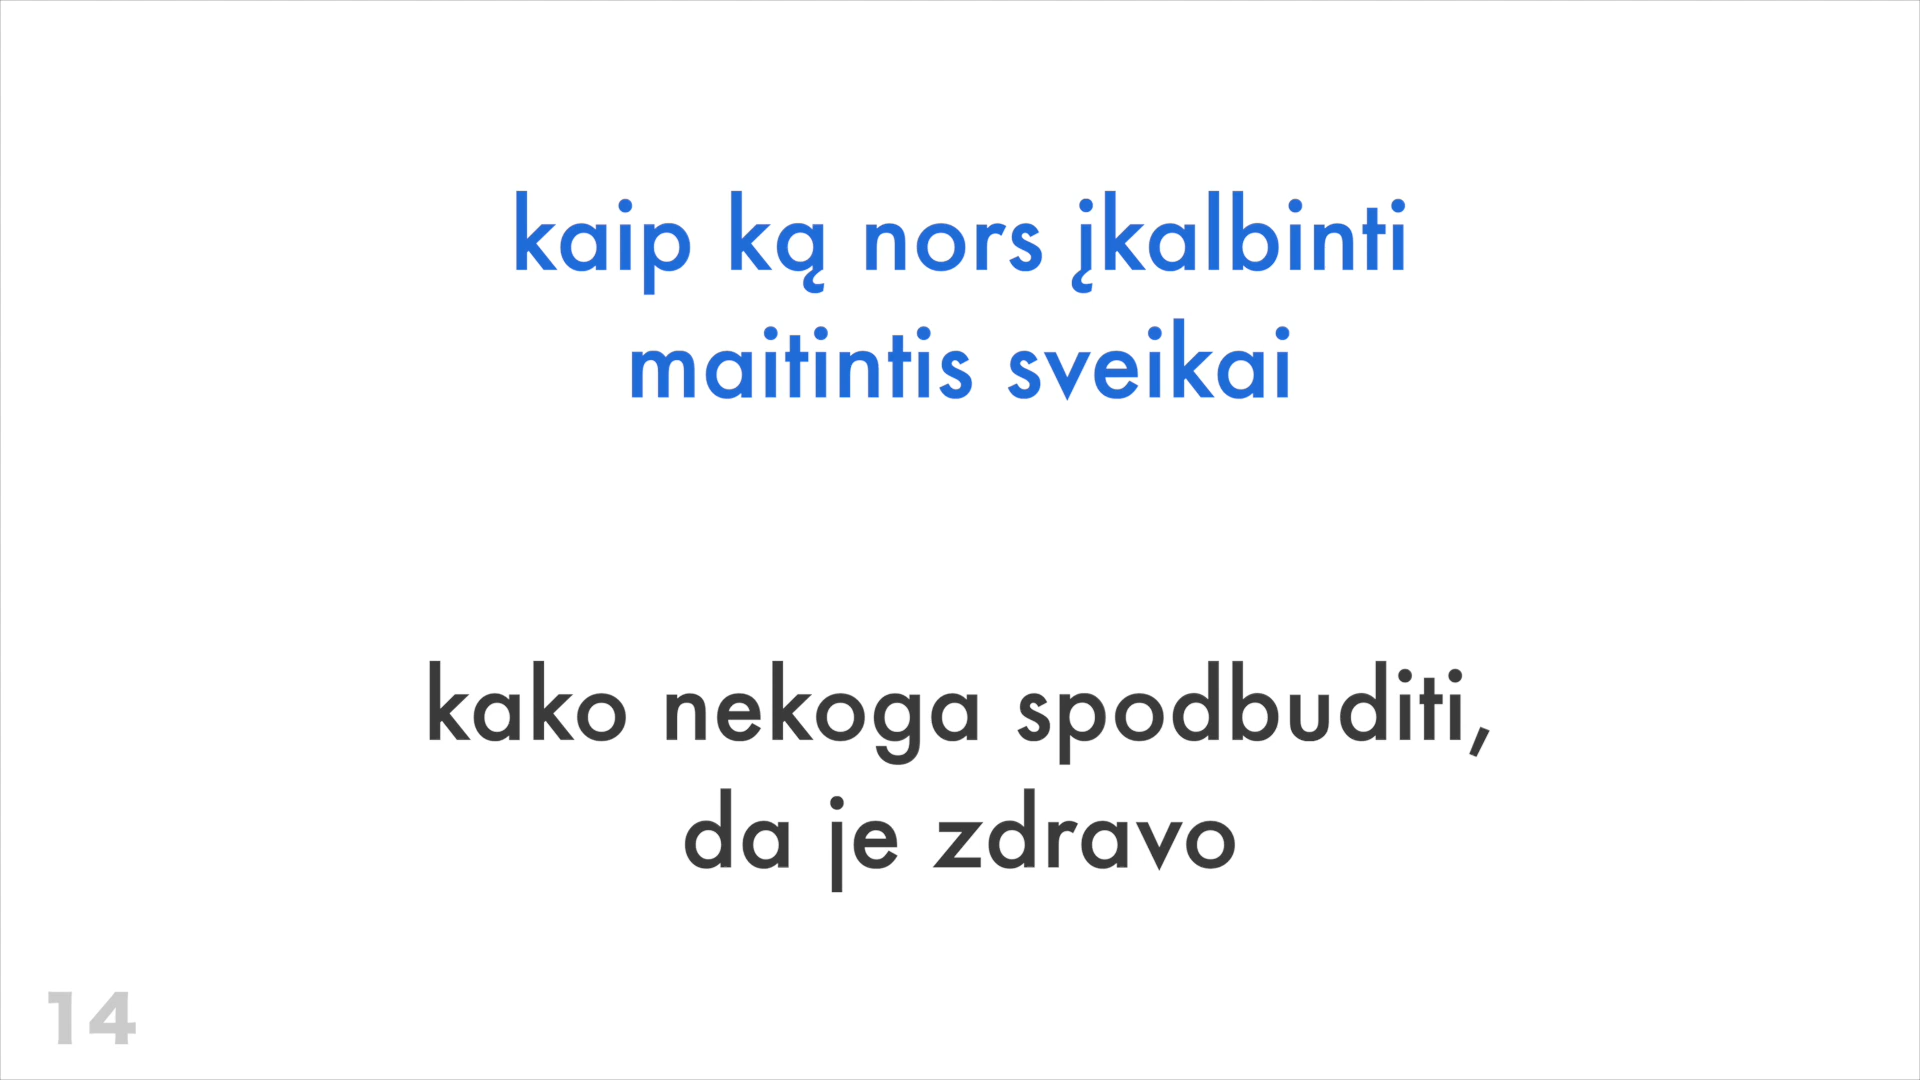 kaip ką nors įkalbinti
maitintis sveikai
kako nekoga spodbuditi,
da je zdravo
14